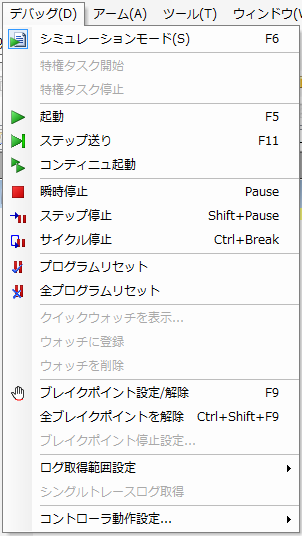 デバッグ(D) アーム(A) ツール(T) ウィンドウ(V
シミュレーションモード(S) F6
特権タスク開始
特権タスク停止
起動 F5
ステップ送り F11
コンティニュ起動
瞬時停止 Pause
ステップ停止 Shift+Pause
サイクル停止 Ctrl+Break
プログラムリセット
全プログラムリセット
クイックウォッチを表示...
ウォッチに登録
ウォッチを削除
ブレイクポイント設定/解除 F9
全ブレイクポイントを解除 Ctrl+Shift+F9
ブレイクポイント停止設定...
ログ取得範囲設定
シングルトレースログ取得
コントローラ動作設定...